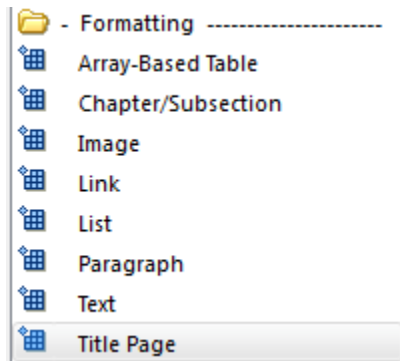 - Formatting ----------------------
Array-Based Table
Chapter/Subsection
Image
Link
List
Paragraph
Text
Title Page